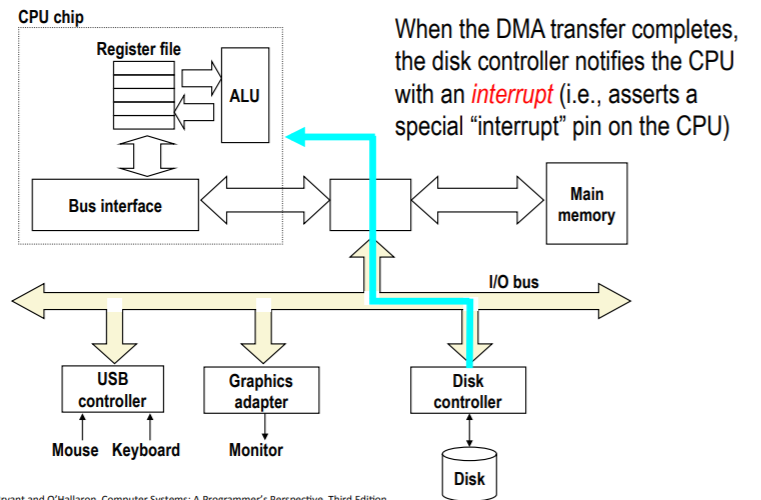 CPU chip
Register file
ALU
When the DMA transfer completes,
the disk controller notifies the CPU
with an interrupt (i.e., asserts a
special “interrupt” pin on the CPU)
Bus interface
Main
memory
I/O bus
USB
controller
Graphics
adapter
Disk
controller
Mouse Keyboard
Monitor
Disk
and O’Hallaron, Computer Systems: A Programmer’s Perspective, Third Edition